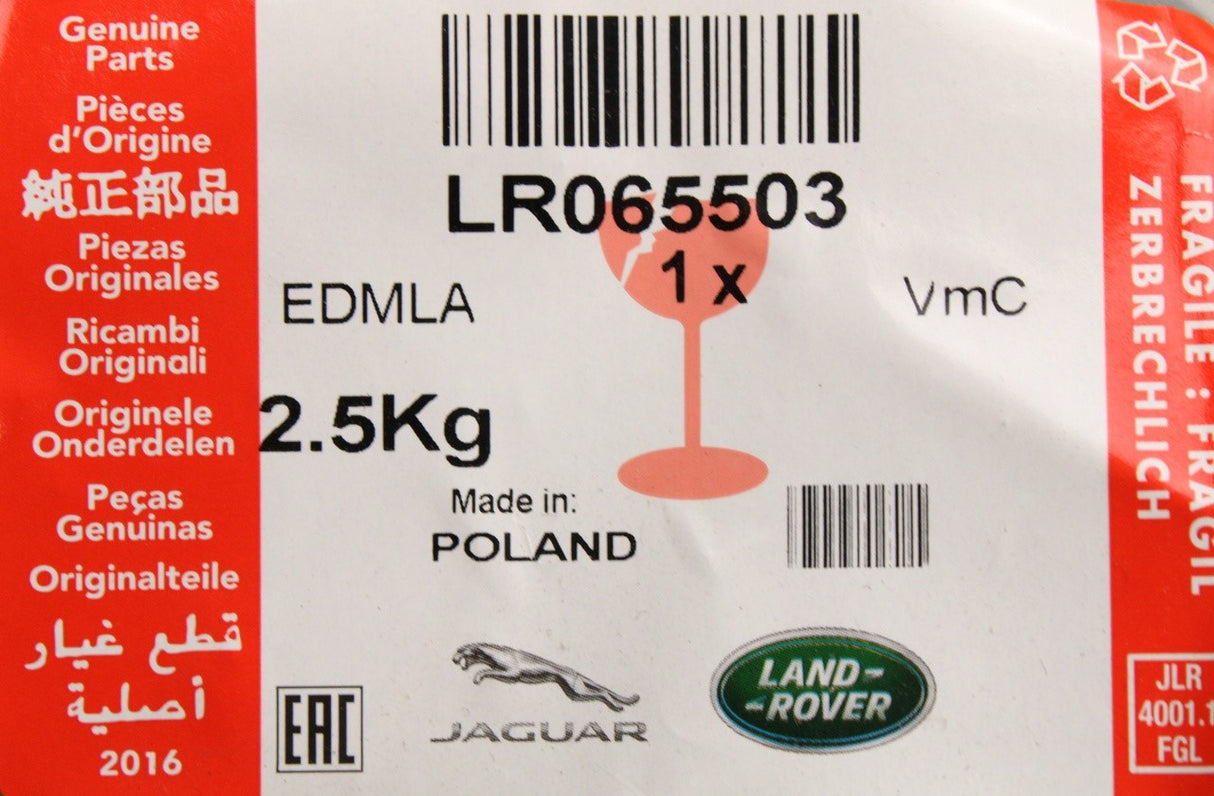 Genuine
Parts
Pièces
d'Origine
純正部品
Piezas
Originales
Ricambi
Originali
Originele
Onderdelen
Peças
Genuinas
Originalteile
قطع غيار
أصلية
2016
LR065503
1 x
EDMLA
VmC
2.5Kg
Made in:
POLAND
EAC
JAGUAR
LAND-
-ROVER
FRAGILE : FRAGIL
ZERBRECHLICH
JLR
4001.1
FGL